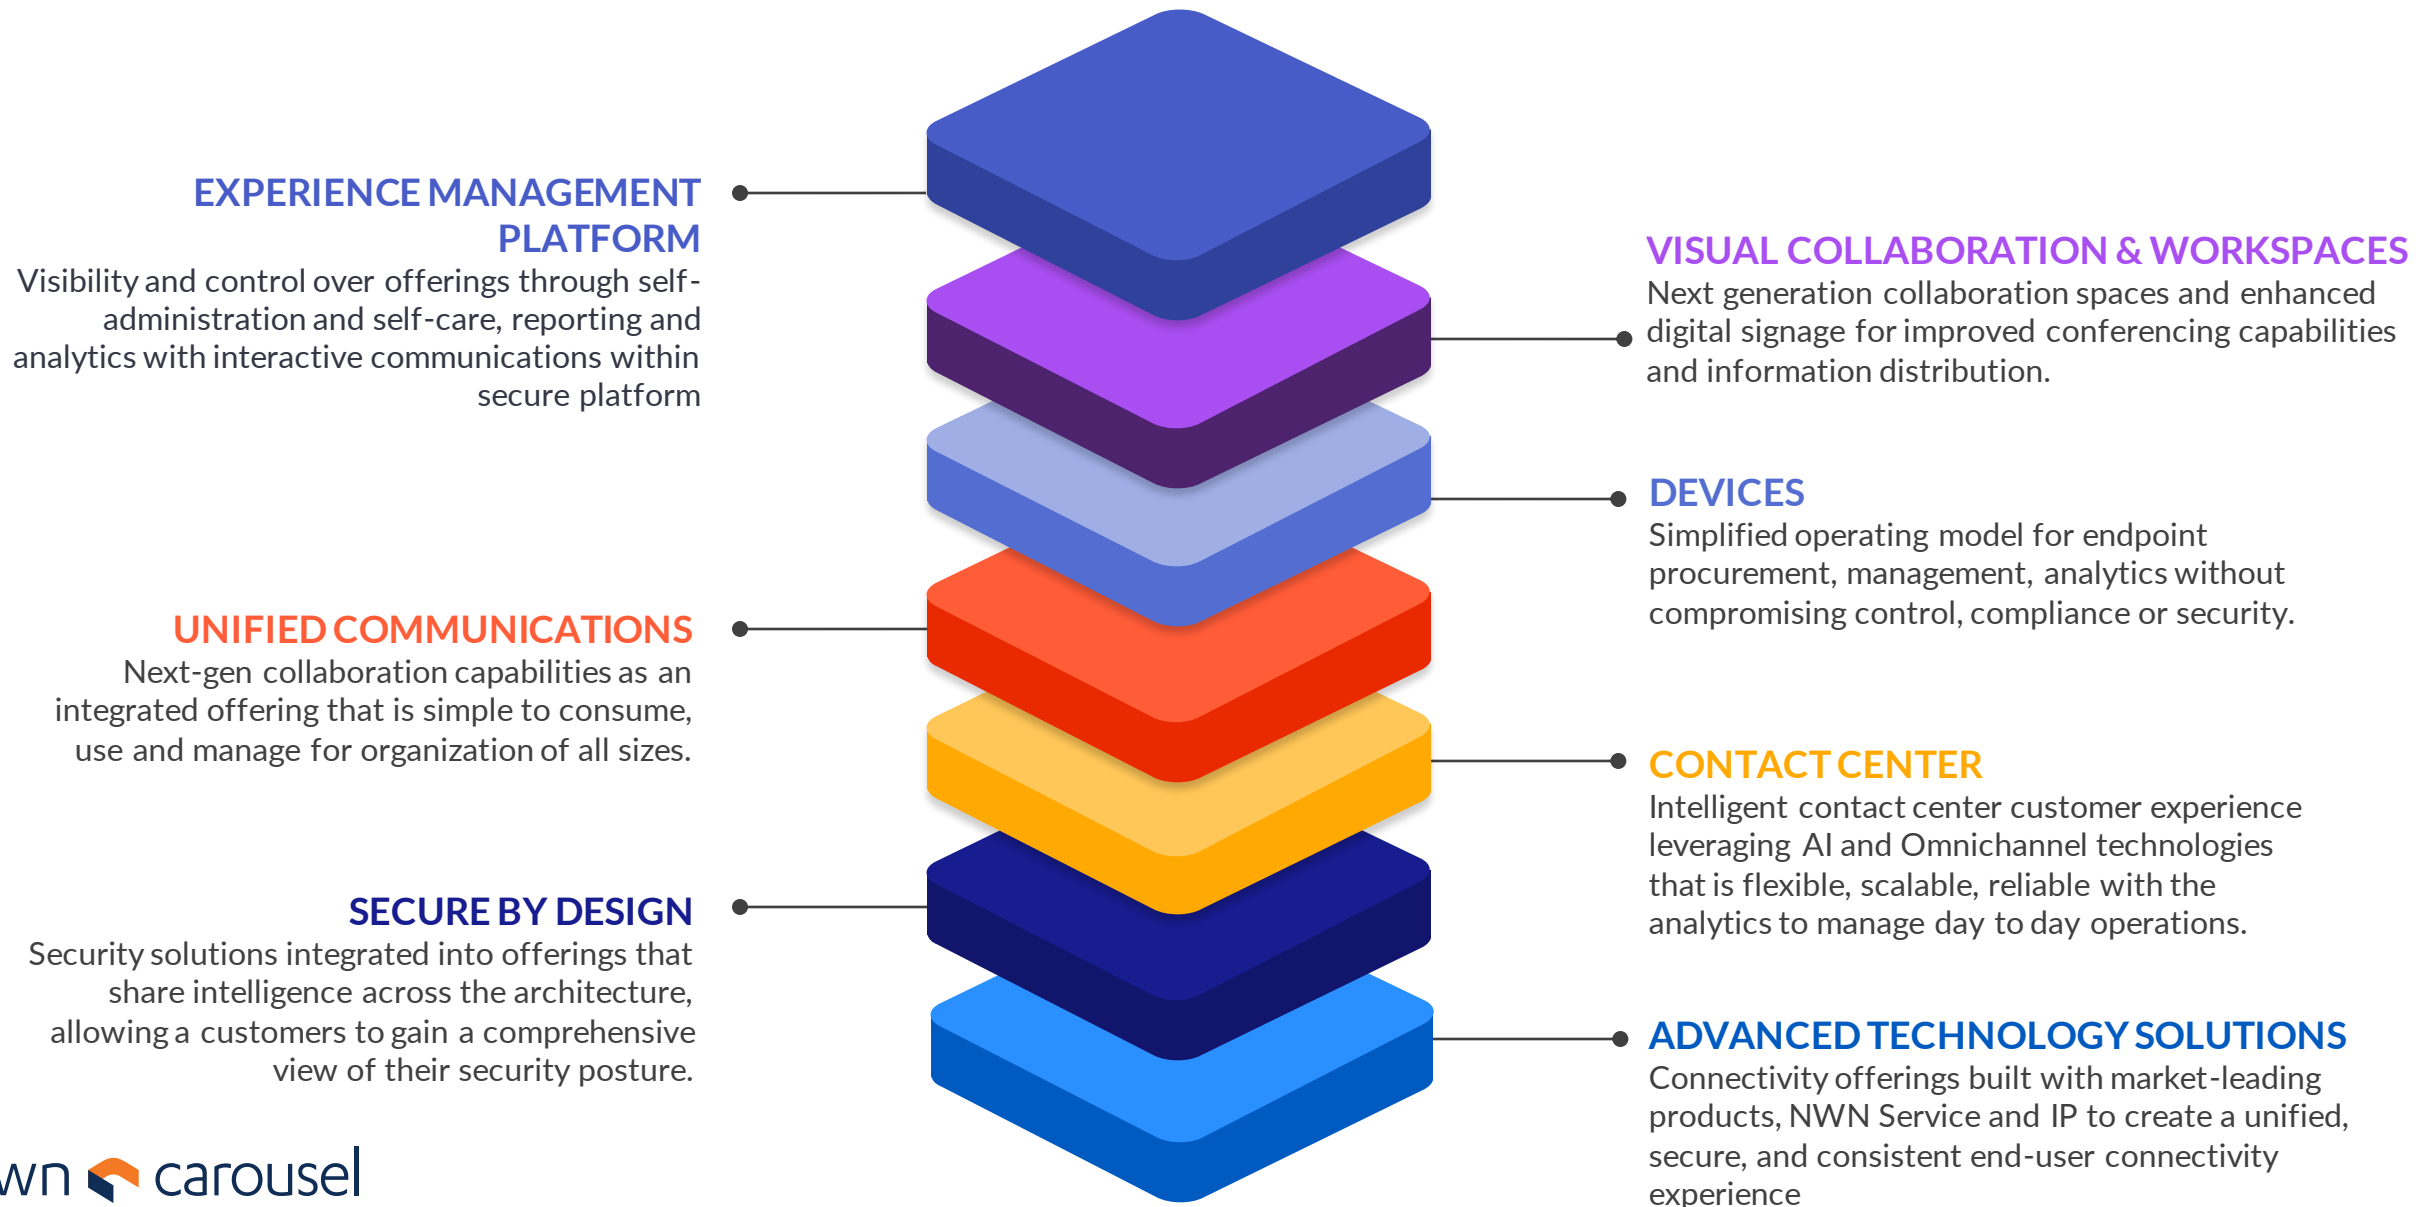 EXPERIENCE MANAGEMENT
PLATFORM
Visibility and control over offerings through self-
administration and self-care, reporting and
analytics with interactive communications within
secure platform
VISUAL COLLABORATION & WORKSPACES
Next generation collaboration spaces and enhanced
digital signage for improved conferencing capabilities
and information distribution.
DEVICES
Simplified operating model for endpoint
procurement, management, analytics without
compromising control, compliance or security.
UNIFIED COMMUNICATIONS
Next-gen collaboration capabilities as an
integrated offering that is simple to consume,
use and manage for organization of all sizes.
CONTACT CENTER
Intelligent contact center customer experience
leveraging AI and Omnichannel technologies
that is flexible, scalable, reliable with the
analytics to manage day to day operations.
SECURE BY DESIGN
Security solutions integrated into offerings that
share intelligence across the architecture,
allowing a customers to gain a comprehensive
view of their security posture.
ADVANCED TECHNOLOGY SOLUTIONS
Connectivity offerings built with market-leading
products, NWN Service and IP to create a unified,
secure, and consistent end-user connectivity
experience
wn carousel